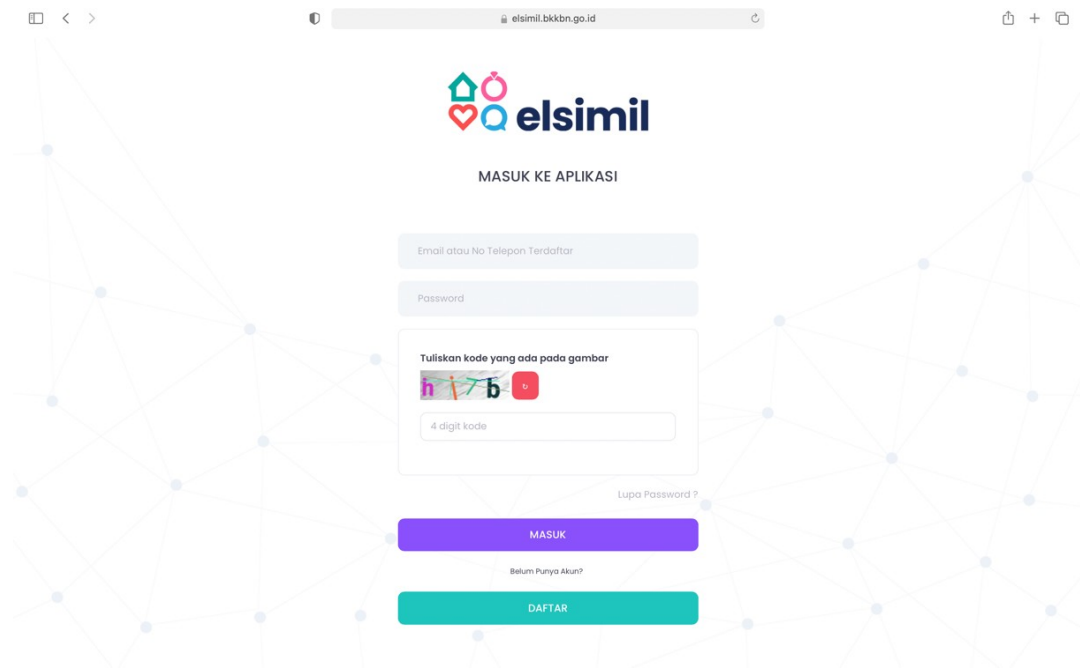 elsimil.bkkbn.go.id
elsimil
MASUK KE APLIKASI
Email atau No Telepon Terdaftar
Password
Tuliskan kode yang ada pada gambar
4 digit kode
Lupa Password ?
MASUK
Belum Punya Akun?
DAFTAR